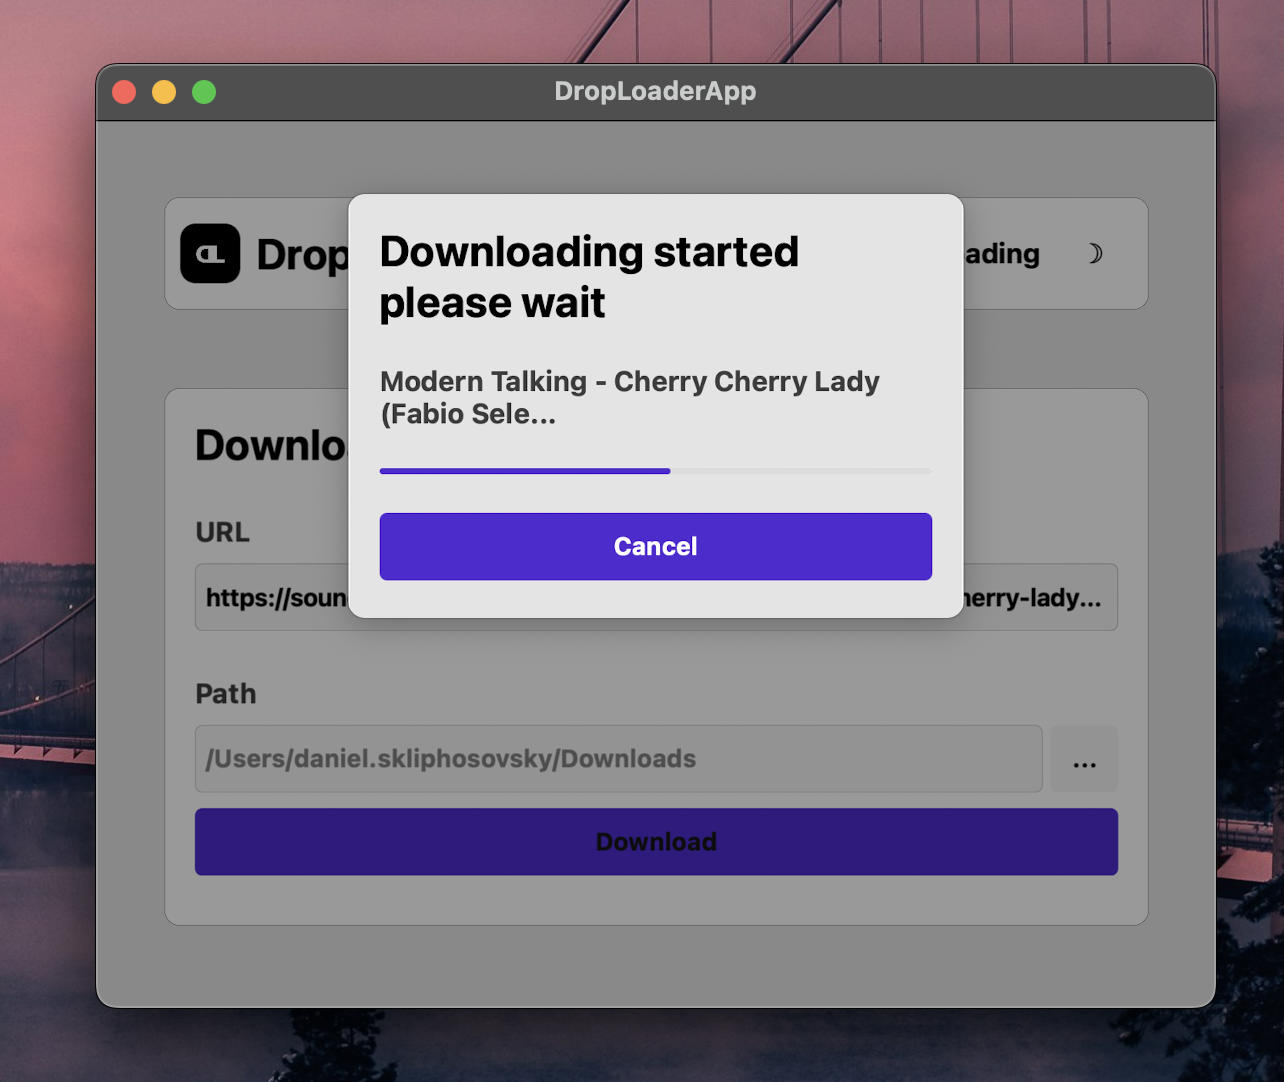 DropLoaderApp
Drop
ading
Downloading started
please wait
Modern Talking - Cherry Cherry Lady
(Fabio Sele...
Cancel
Downlo
URL
https://soun
herry-lady...
Path
/Users/daniel.skliphosovsky/Downloads
...
Download